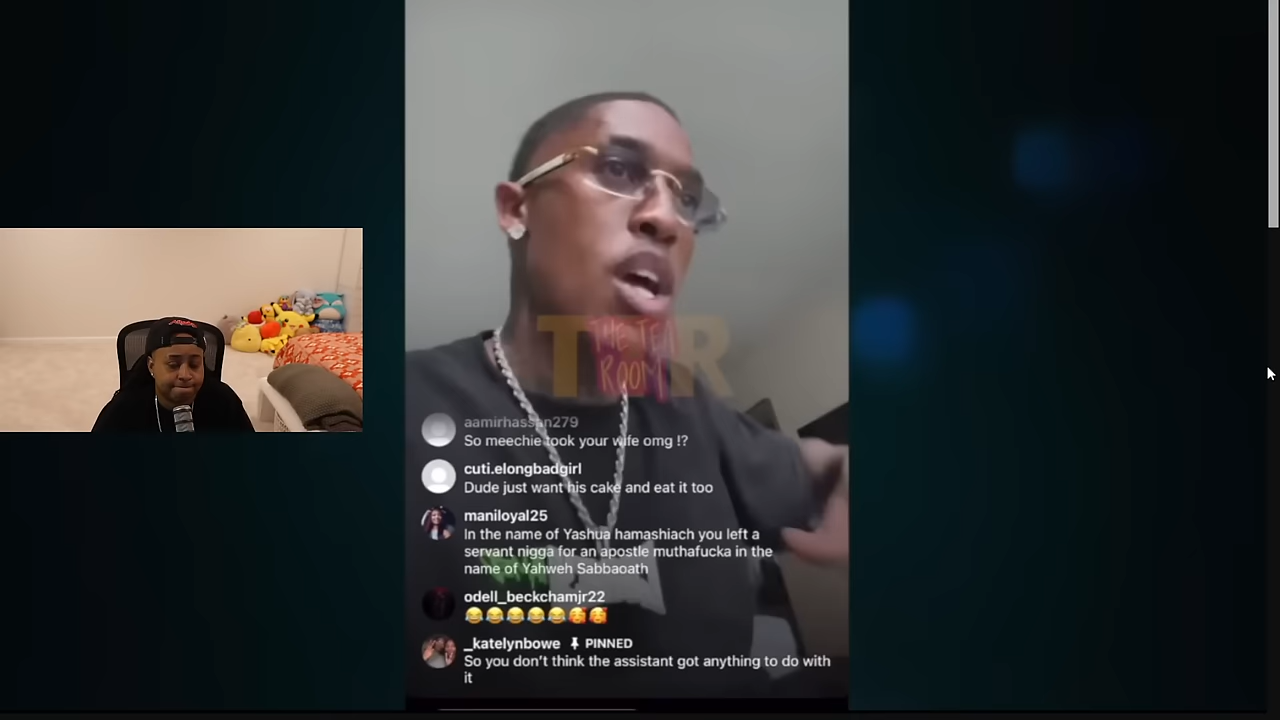 THE TEA
ROOM
T R
aamirhassan279
So meechie took your wife omg !?
cuti.elongbadgirl
Dude just want his cake and eat it too
maniloyal25
In the name of Yashua hamashiach you left a
servant nigga for an apostle muthafucka in the
name of Yahweh Sabbaoath
odell_beckchamjr22
_katelynbowe PINNED
So you don’t think the assistant got anything to do with
it